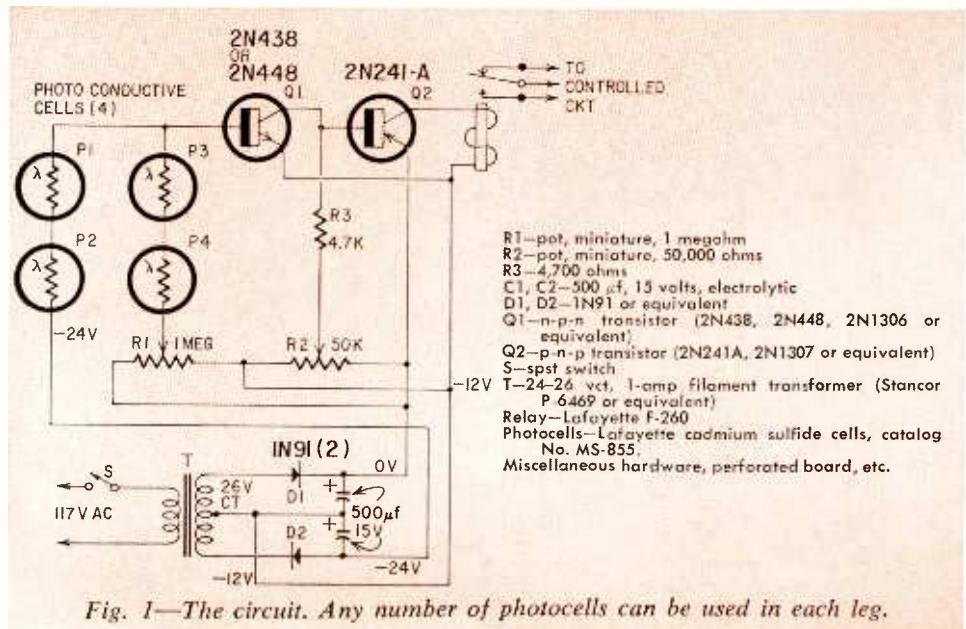 2N438
OR
2N448
Q1
2N241-A
Q2
TO
CONTROLLED
CKT
PHOTO CONDUCTIVE
CELLS (4)
P1
P3
λ
λ
P2
P4
λ
λ
R3
4.7K
-24V
R1
1MEG
R2
50K
-12V
R1—pot, miniature, 1 megohm
R2—pot, miniature, 50,000 ohms
R3—4,700 ohms
C1, C2—500 µf, 15 volts, electrolytic
D1, D2—1N91 or equivalent
Q1—n-p-n transistor (2N438, 2N448, 2N1306 or
equivalent)
Q2—p-n-p transistor (2N241A, 2N1307 or equivalent)
S—spst switch
T—24-26 vct, 1-amp filament transformer (Stancor
P 6469 or equivalent)
Relay—Lafayette F-260
Photocells—Lafayette cadmium sulfide cells, catalog
No. MS-855.
Miscellaneous hardware, perforated board, etc.
1N91 (2)
0V
S
T
26V
CT
D1
+
500µf
117V AC
D2
+
15V
-24V
-12V
Fig. 1—The circuit. Any number of photocells can be used in each leg.